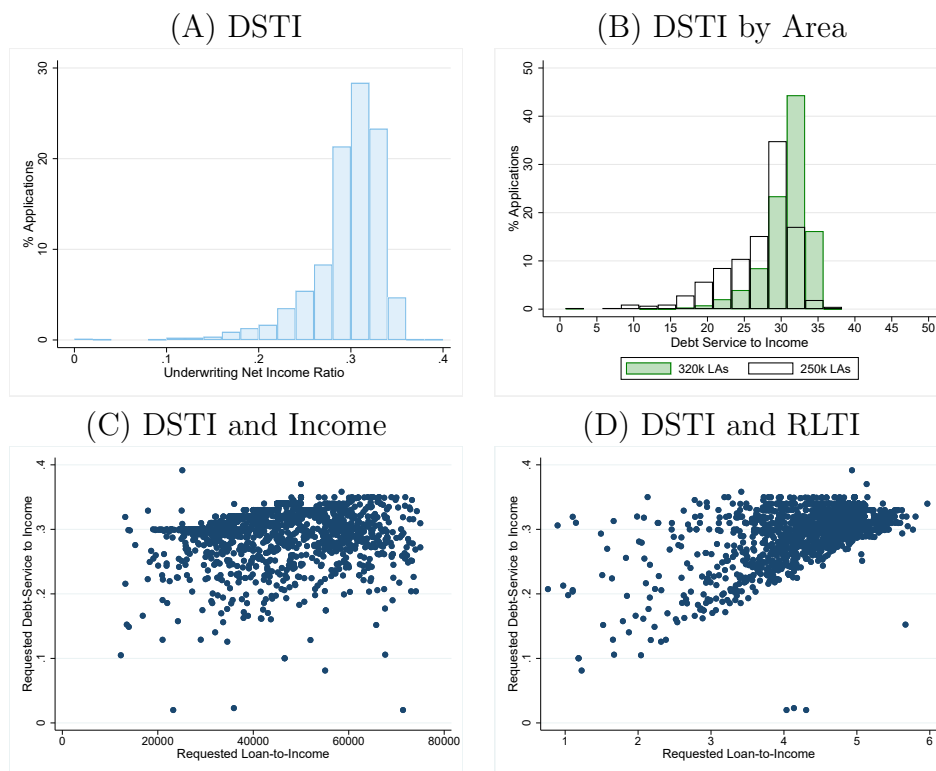 (A) DSTI
% Applications
30
20
10
0
0 .1 .2 .3 .4
Underwriting Net Income Ratio
(B) DSTI by Area
% Applications
50
40
30
20
10
0
0 5 10 15 20 25 30 35 40 45 50
Debt Service to Income
320k LAs 250k LAs
(C) DSTI and Income
Requested Debt-Service to Income
.4
.3
.2
.1
0
0 20000 40000 60000 80000
Requested Loan-to-Income
(D) DSTI and RLTI
Requested Debt-Service to Income
.4
.3
.2
.1
0
1 2 3 4 5 6
Requested Loan-to-Income